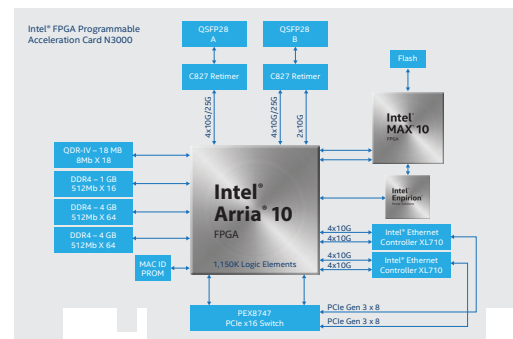 Intel® FPGA Programmable
Acceleration Card N3000
QSFP28
A
QSFP28
B
C827 Retimer
C827 Retimer
Flash
4x10G/25G
4x10G/25G
2x10G
Intel®
MAX® 10
FPGA
QDR-IV – 18 MB
8Mb X 18
DDR4 – 1 GB
512Mb X 16
DDR4 – 4 GB
512Mb X 64
DDR4 – 4 GB
512Mb X 64
MAC ID
PROM
Intel®
Arria® 10
FPGA
1,150K Logic Elements
Intel®
Enpirion
4x10G
4x10G
Intel® Ethernet
Controller XL710
4x10G
4x10G
Intel® Ethernet
Controller XL710
PEX8747
PCIe x16 Switch
PCIe Gen 3 x 8
PCIe Gen 3 x 8